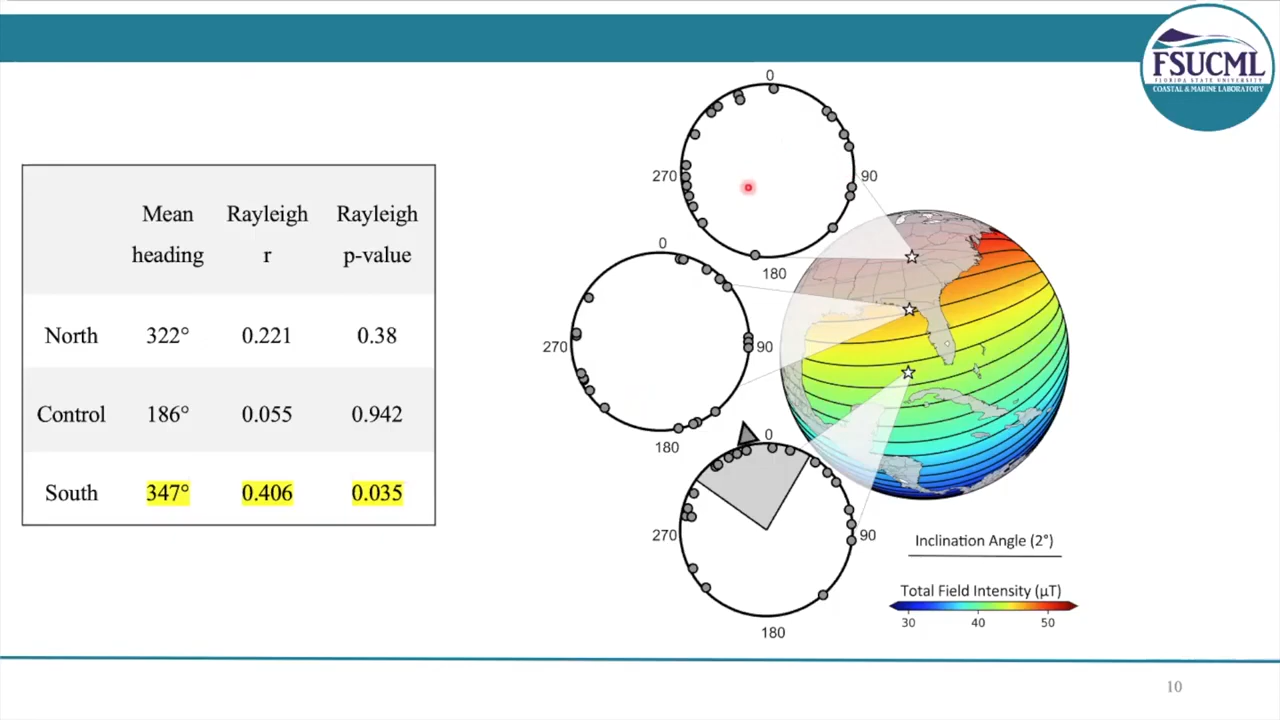 FSUCML
FLORIDA STATE UNIVERSITY
COASTAL & MARINE LABORATORY
Mean heading Rayleigh r Rayleigh p-value
North 322° 0.221 0.38
Control 186° 0.055 0.942
South 347° 0.406 0.035
0
270 90
180
0
270 90
180
0
270 90
180
Inclination Angle (2°)
Total Field Intensity (µT)
30 40 50
10